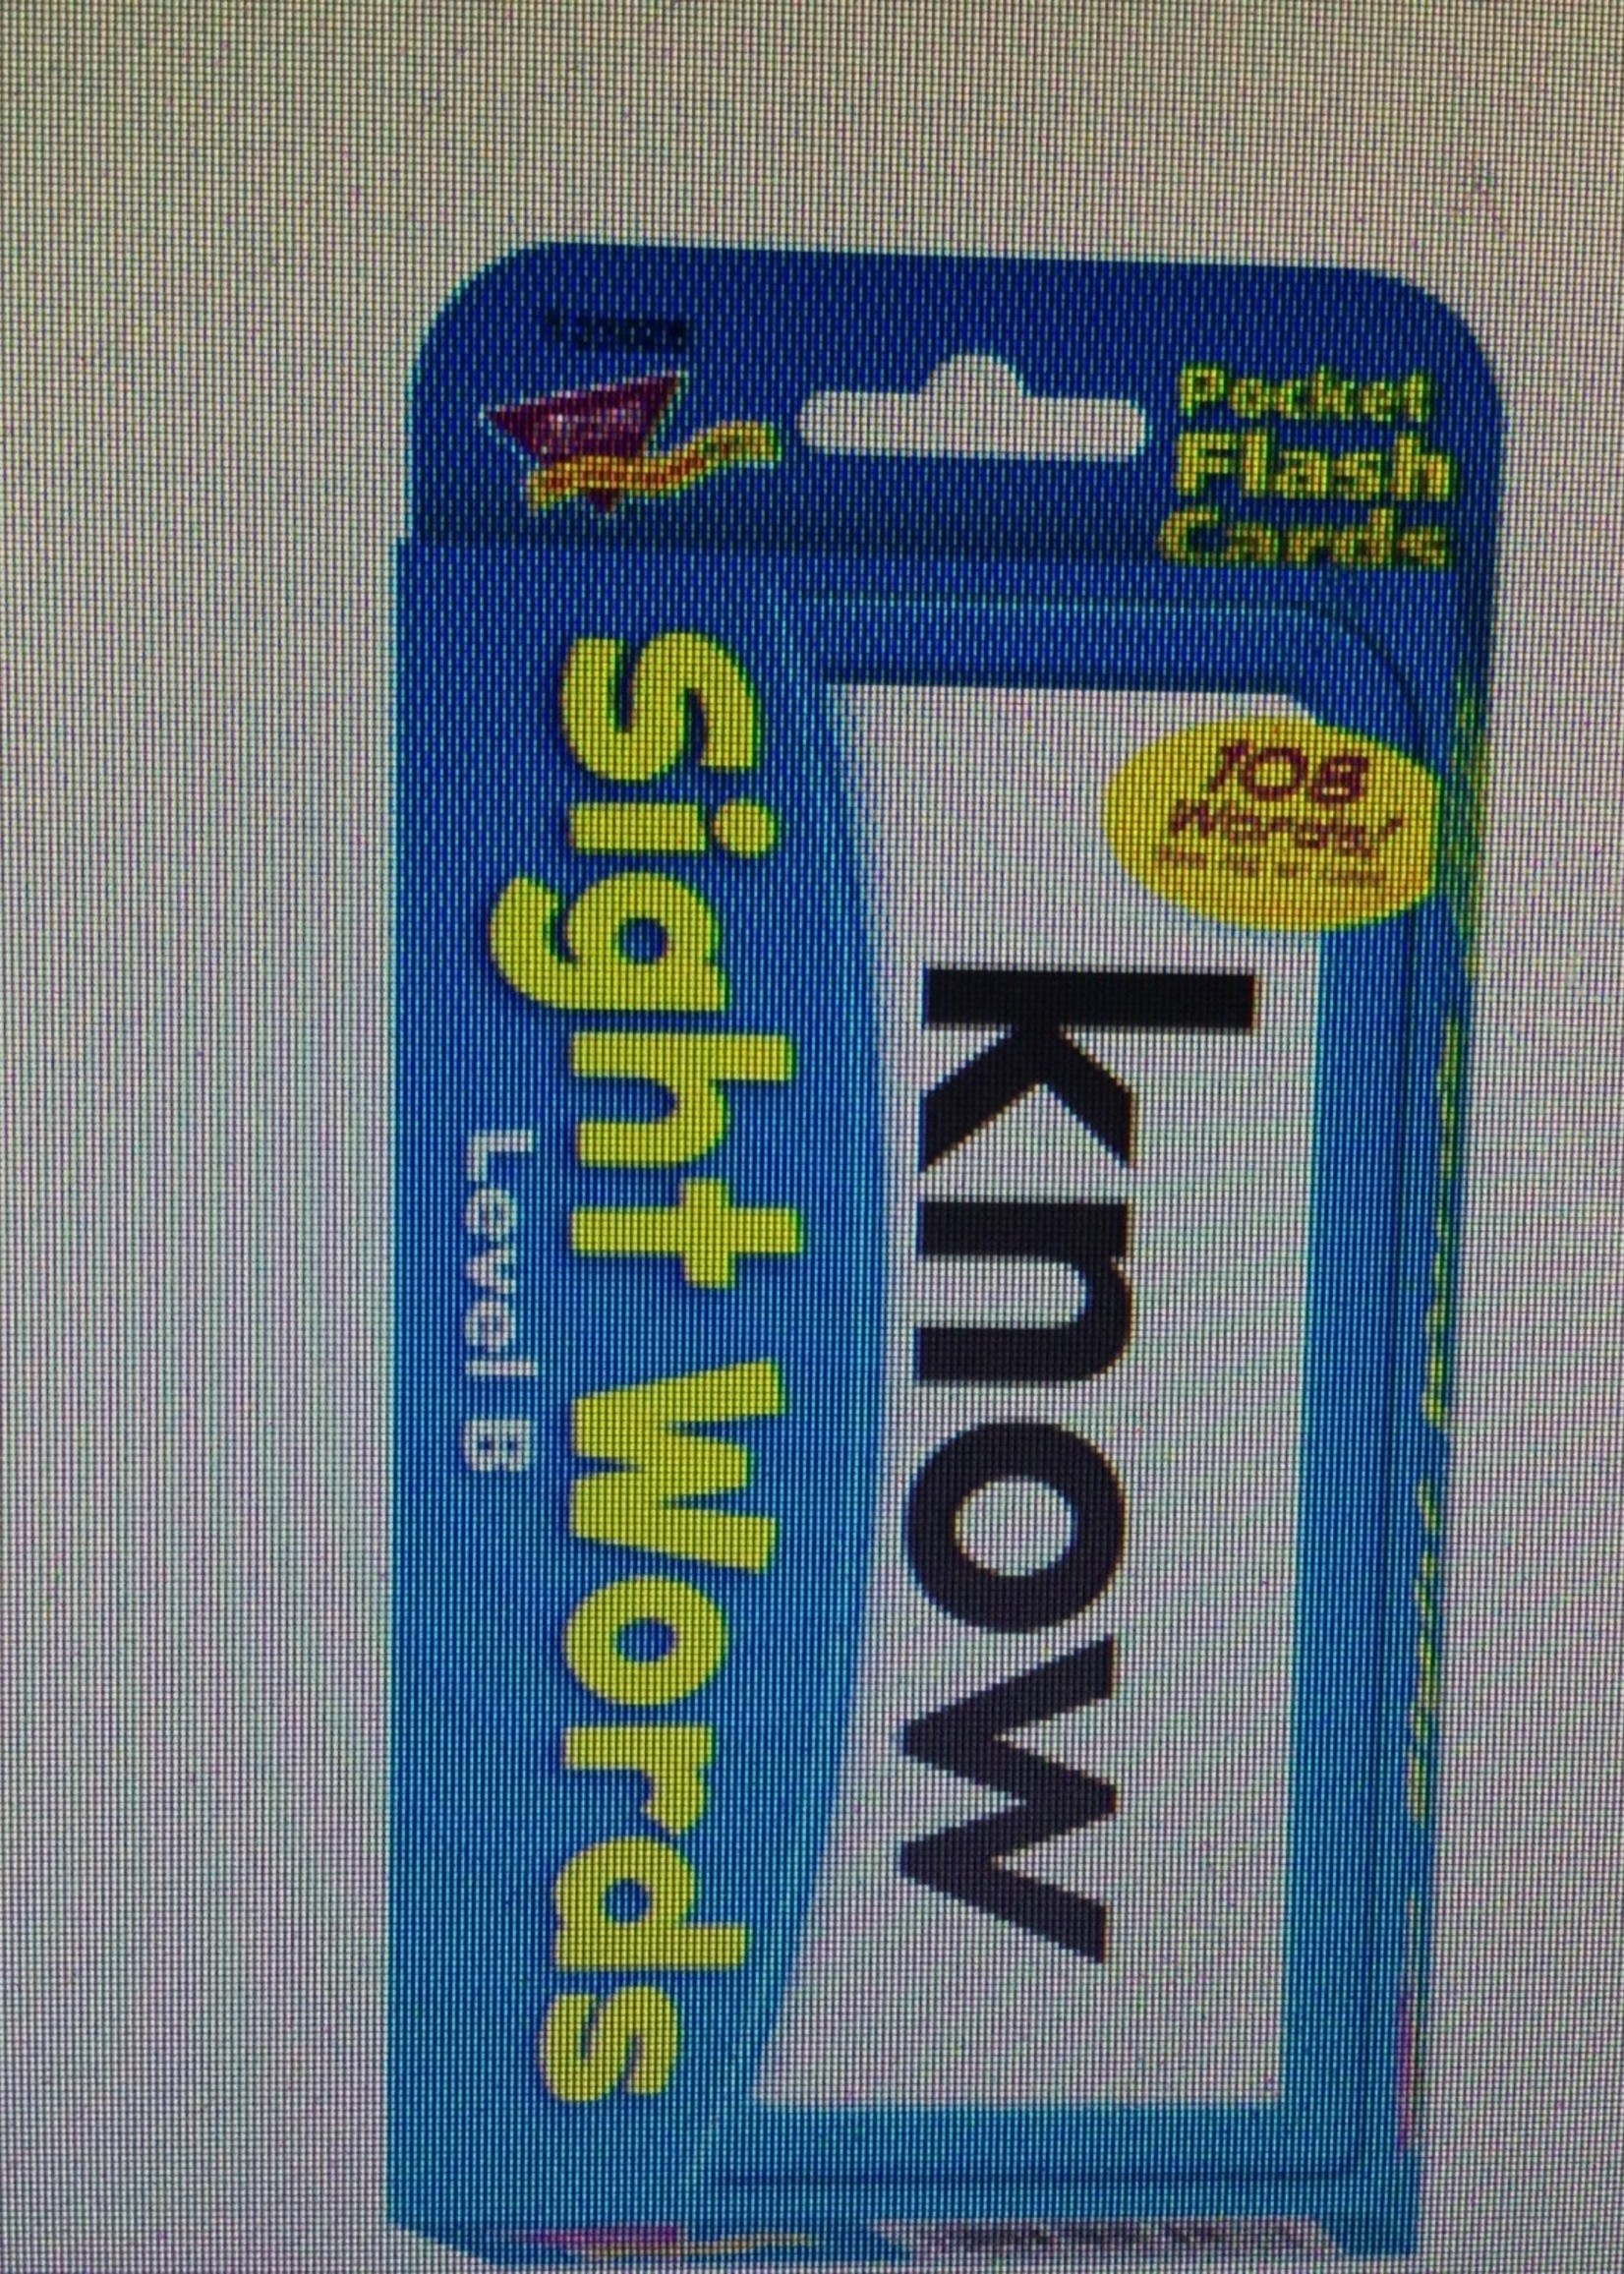 Pocket
Flash
Cards
108
Words!
know
Sight Words
Level B